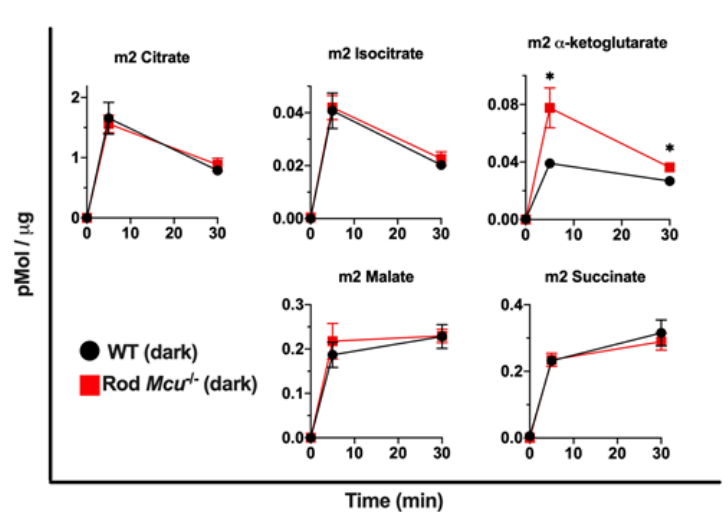 m2 Citrate
2
1
0
0 10 20 30
m2 Isocitrate
0.04
0.02
0.00
0 10 20 30
m2 α-ketoglutarate
*
*
0.08
0.04
0.00
0 10 20 30
m2 Malate
0.3
0.2
0.1
0.0
0 10 20 30
m2 Succinate
0.4
0.2
0.0
0 10 20 30
WT (dark)
Rod Mcu-/- (dark)
pMol / μg
Time (min)